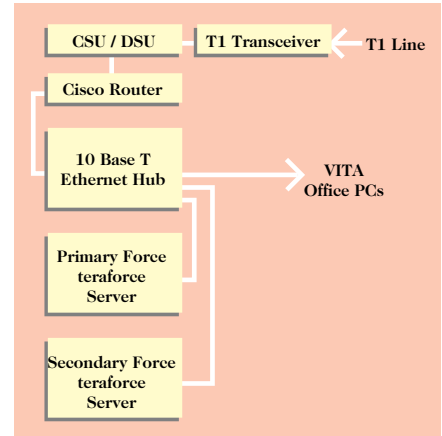 CSU / DSU
T1 Transceiver
T1 Line
Cisco Router
10 Base T
Ethernet Hub
VITA
Office PCs
Primary Force
teraforce
Server
Secondary Force
teraforce
Server